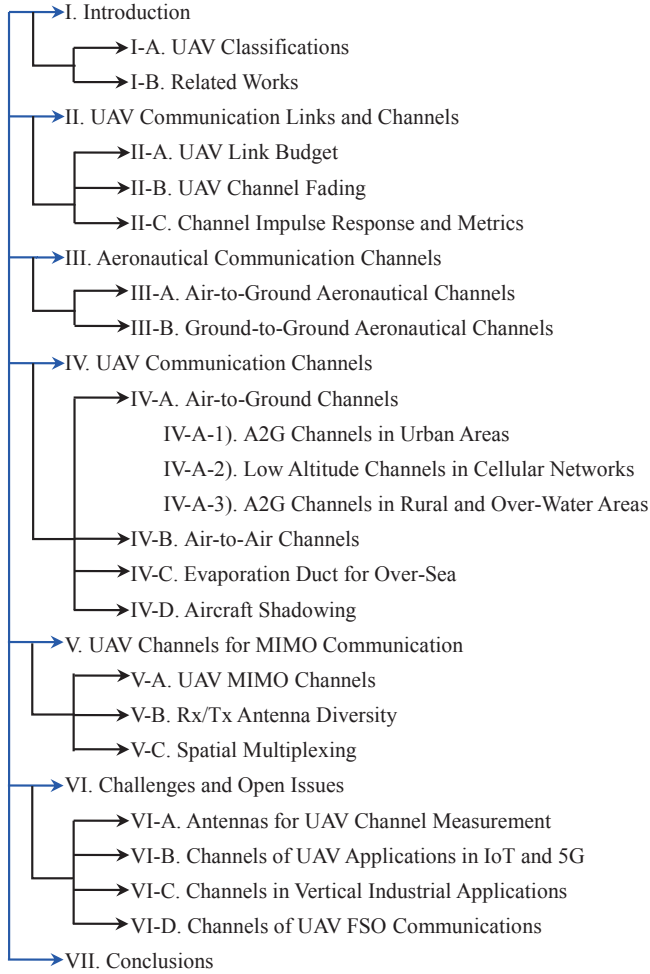 I. Introduction
I-A. UAV Classifications
I-B. Related Works
II. UAV Communication Links and Channels
II-A. UAV Link Budget
II-B. UAV Channel Fading
II-C. Channel Impulse Response and Metrics
III. Aeronautical Communication Channels
III-A. Air-to-Ground Aeronautical Channels
III-B. Ground-to-Ground Aeronautical Channels
IV. UAV Communication Channels
IV-A. Air-to-Ground Channels
IV-A-1). A2G Channels in Urban Areas
IV-A-2). Low Altitude Channels in Cellular Networks
IV-A-3). A2G Channels in Rural and Over-Water Areas
IV-B. Air-to-Air Channels
IV-C. Evaporation Duct for Over-Sea
IV-D. Aircraft Shadowing
V. UAV Channels for MIMO Communication
V-A. UAV MIMO Channels
V-B. Rx/Tx Antenna Diversity
V-C. Spatial Multiplexing
VI. Challenges and Open Issues
VI-A. Antennas for UAV Channel Measurement
VI-B. Channels of UAV Applications in IoT and 5G
VI-C. Channels in Vertical Industrial Applications
VI-D. Channels of UAV FSO Communications
VII. Conclusions